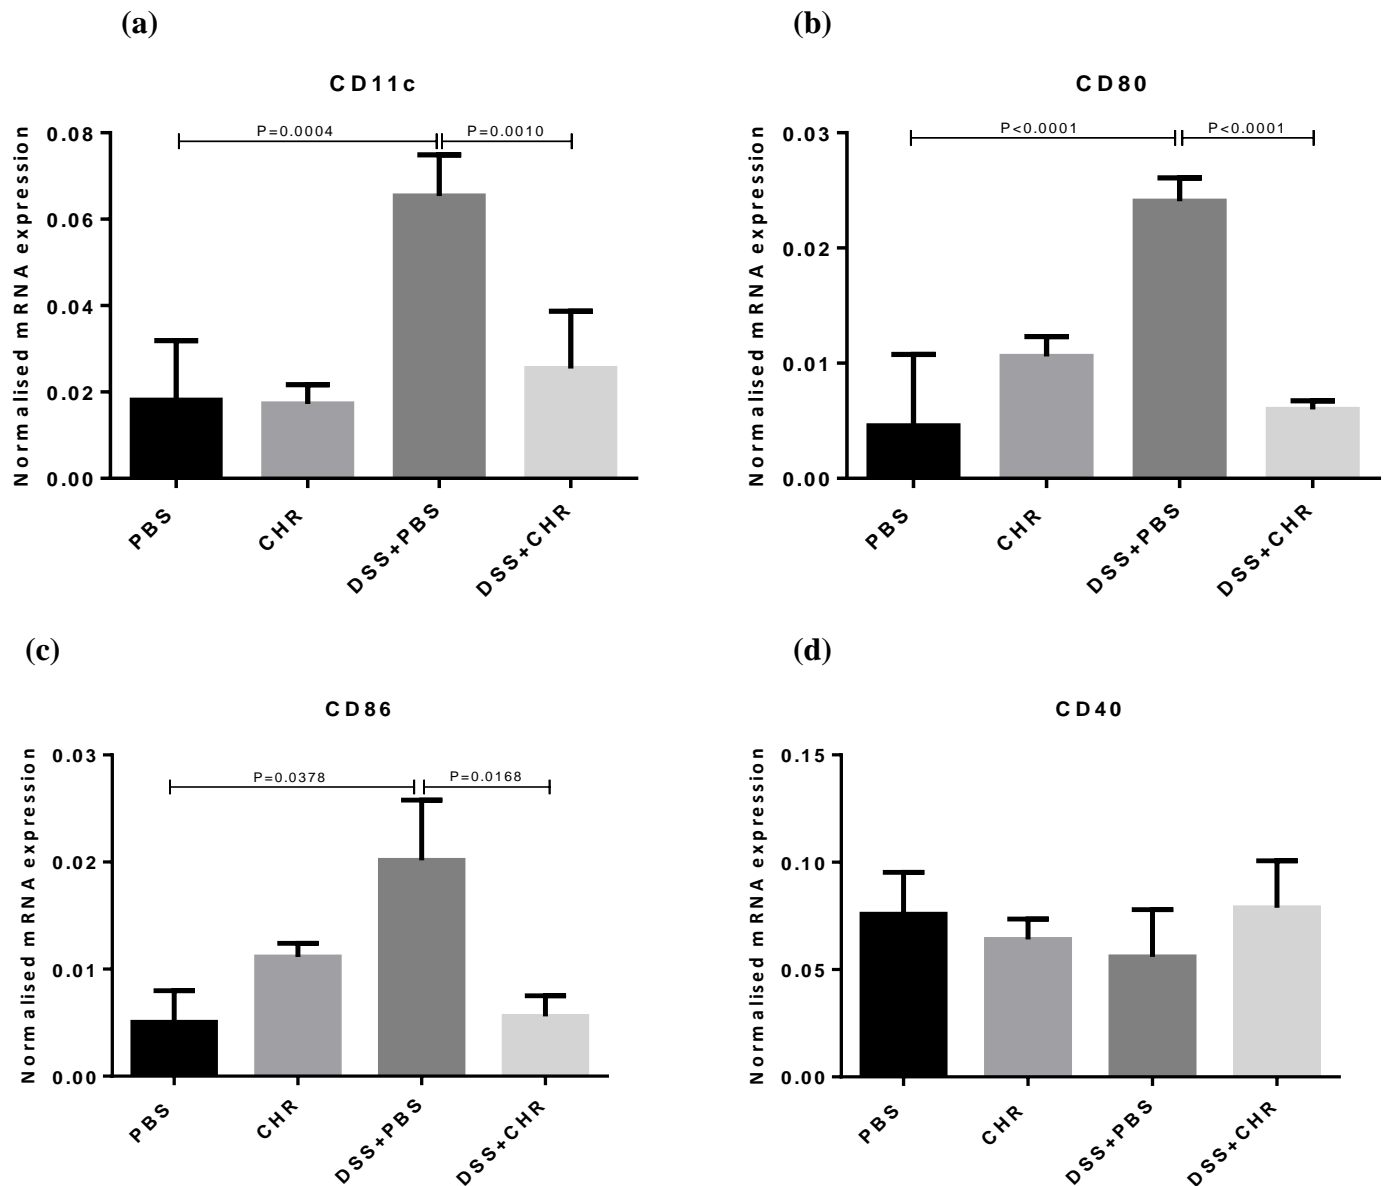 (a)
CD11c
Normalised mRNA expression
0.08
0.06
0.04
0.02
0.00
P=0.0004
P=0.0010
PBS
CHR
DSS+PBS
DSS+CHR
(b)
CD80
Normalised mRNA expression
0.03
0.02
0.01
0.00
P<0.0001
P<0.0001
PBS
CHR
DSS+PBS
DSS+CHR
(c)
CD86
Normalised mRNA expression
0.03
0.02
0.01
0.00
P=0.0378
P=0.0168
PBS
CHR
DSS+PBS
DSS+CHR
(d)
CD40
Normalised mRNA expression
0.15
0.10
0.05
0.00
PBS
CHR
DSS+PBS
DSS+CHR